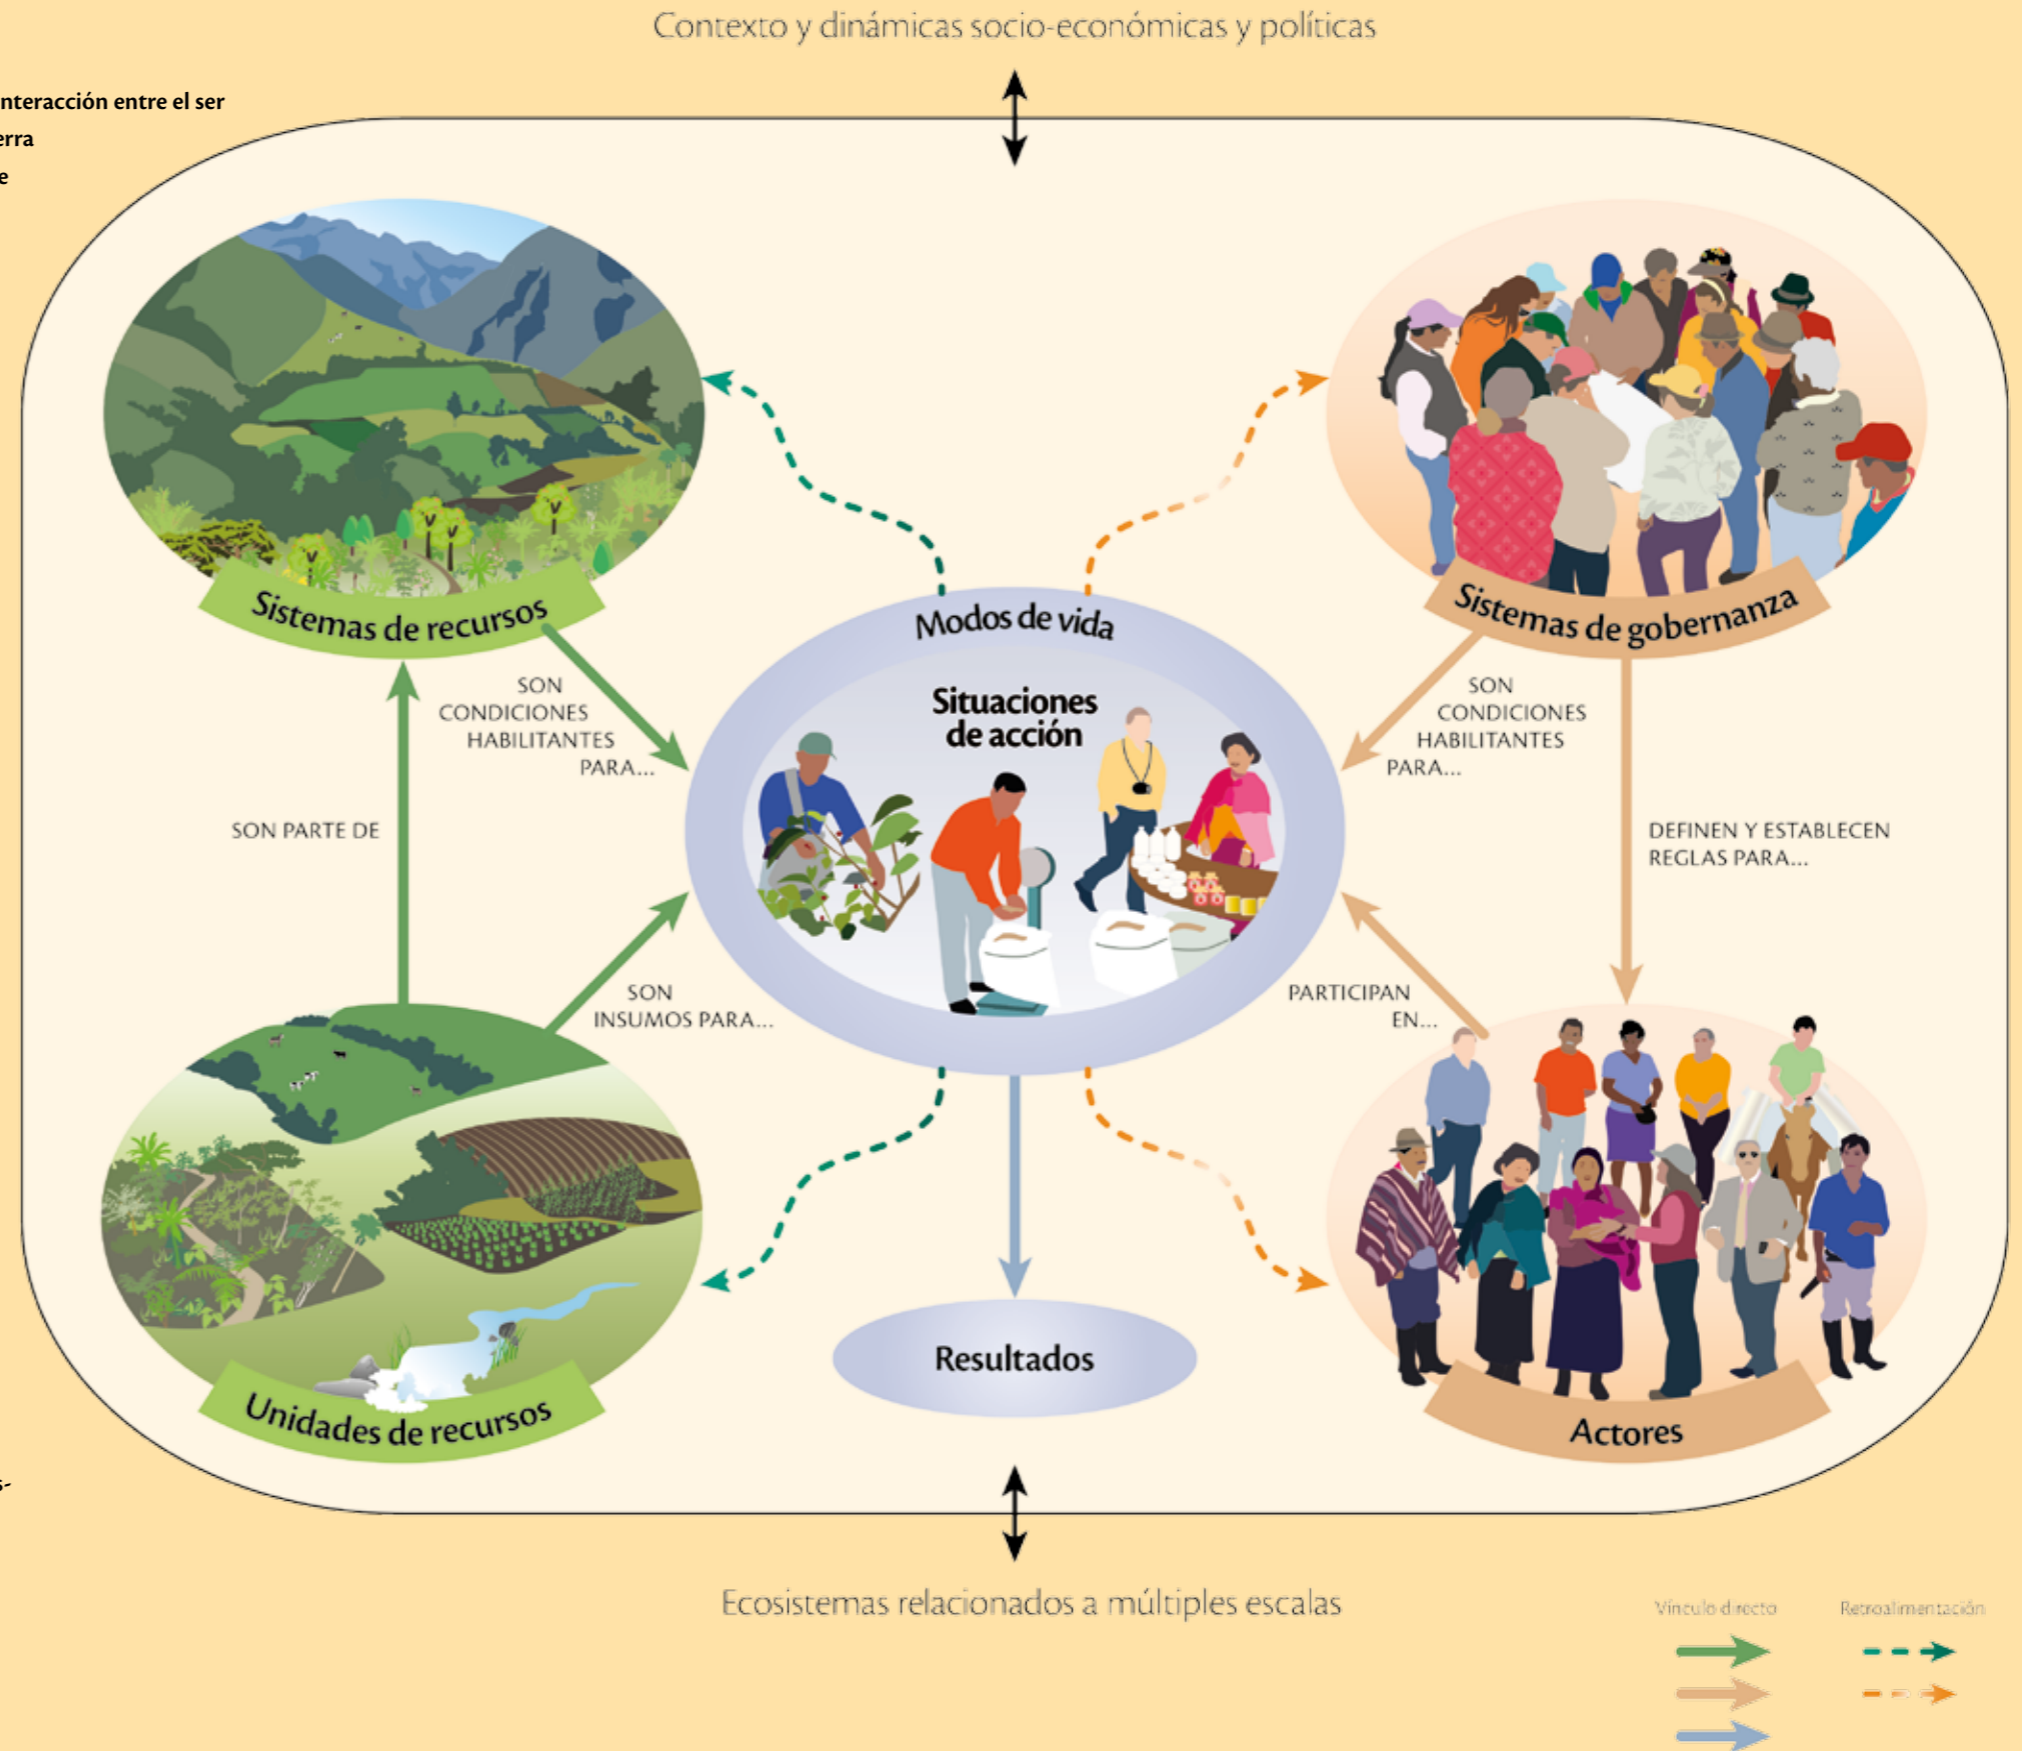 Contexto y dinámicas socio-económicas y políticas
nteracción entre el ser
erra
e
Sistemas de recursos
Sistemas de gobernanza
Modos de vida
Situaciones
de acción
SON
CONDICIONES
HABILITANTES
PARA...
SON
CONDICIONES
HABILITANTES
PARA...
SON PARTE DE
DEFINEN Y ESTABLECEN
REGLAS PARA...
SON
INSUMOS PARA...
PARTICIPAN
EN...
Resultados
Unidades de recursos
Actores
s-
Ecosistemas relacionados a múltiples escalas
Vínculo directo
Retroalimentación